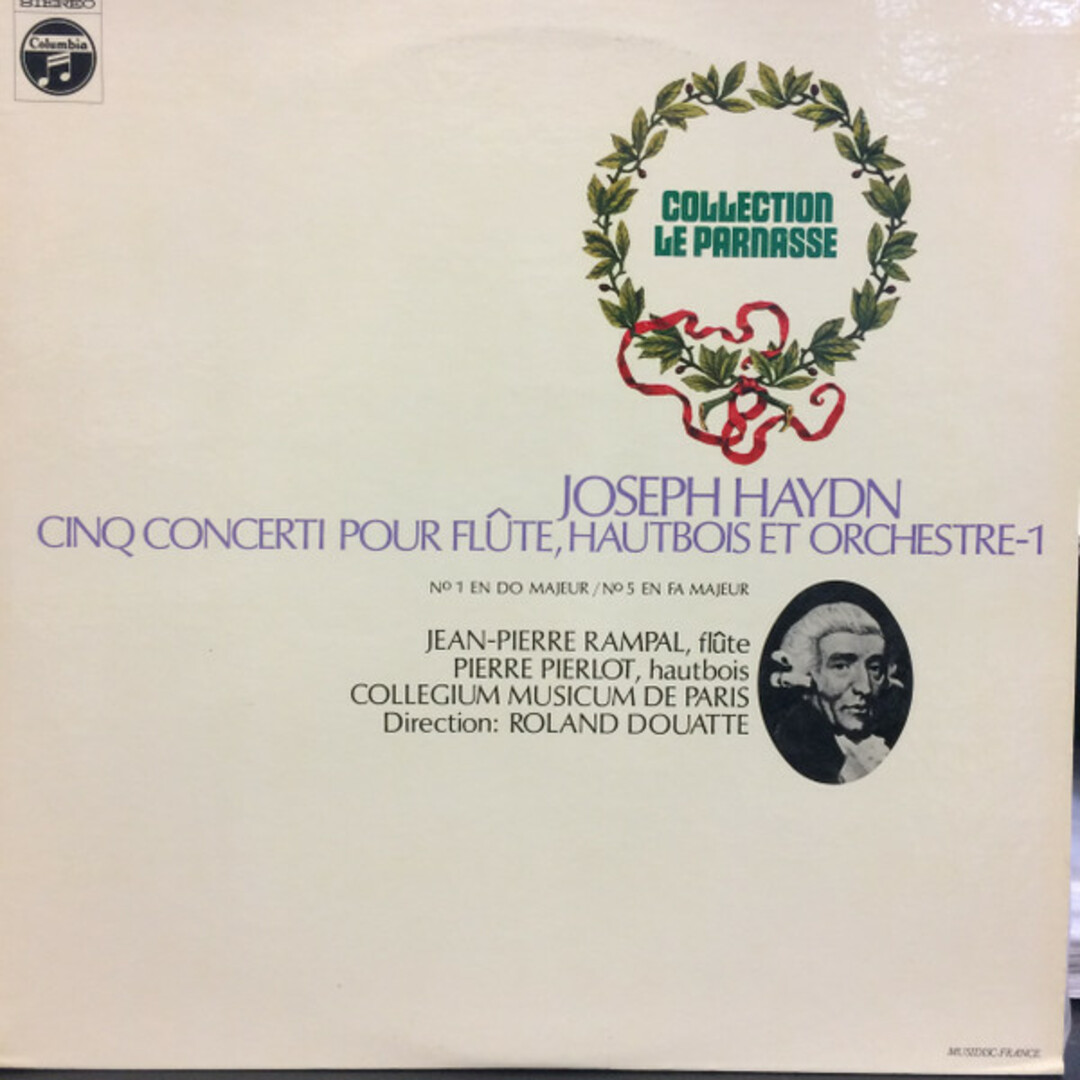 STEREO
Columbia
COLLECTION
LE PARNASSE
JOSEPH HAYDN
CINQ CONCERTI POUR FLÛTE, HAUTBOIS ET ORCHESTRE-1
Nº 1 EN DO MAJEUR / Nº 5 EN FA MAJEUR
JEAN-PIERRE RAMPAL, flûte
PIERRE PIERLOT, hautbois
COLLEGIUM MUSICUM DE PARIS
Direction: ROLAND DOUATTE
MUSIDISC-FRANCE